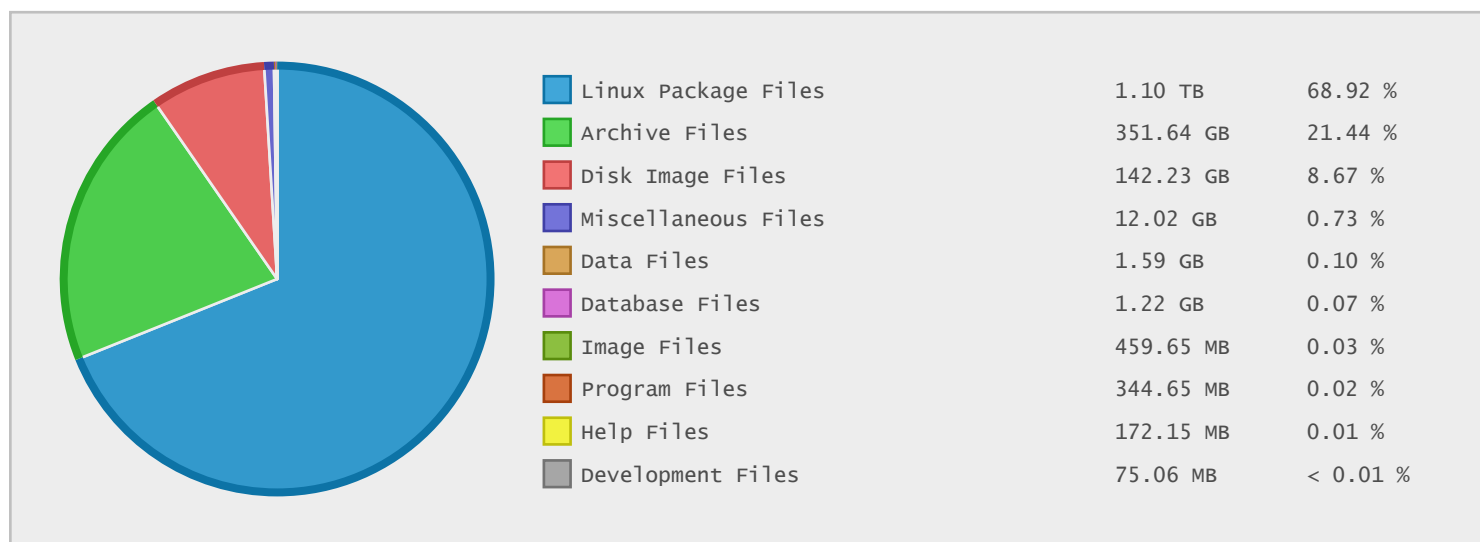 Linux Package Files 1.10 TB 68.92 %
Archive Files 351.64 GB 21.44 %
Disk Image Files 142.23 GB 8.67 %
Miscellaneous Files 12.02 GB 0.73 %
Data Files 1.59 GB 0.10 %
Database Files 1.22 GB 0.07 %
Image Files 459.65 MB 0.03 %
Program Files 344.65 MB 0.02 %
Help Files 172.15 MB 0.01 %
Development Files 75.06 MB < 0.01 %